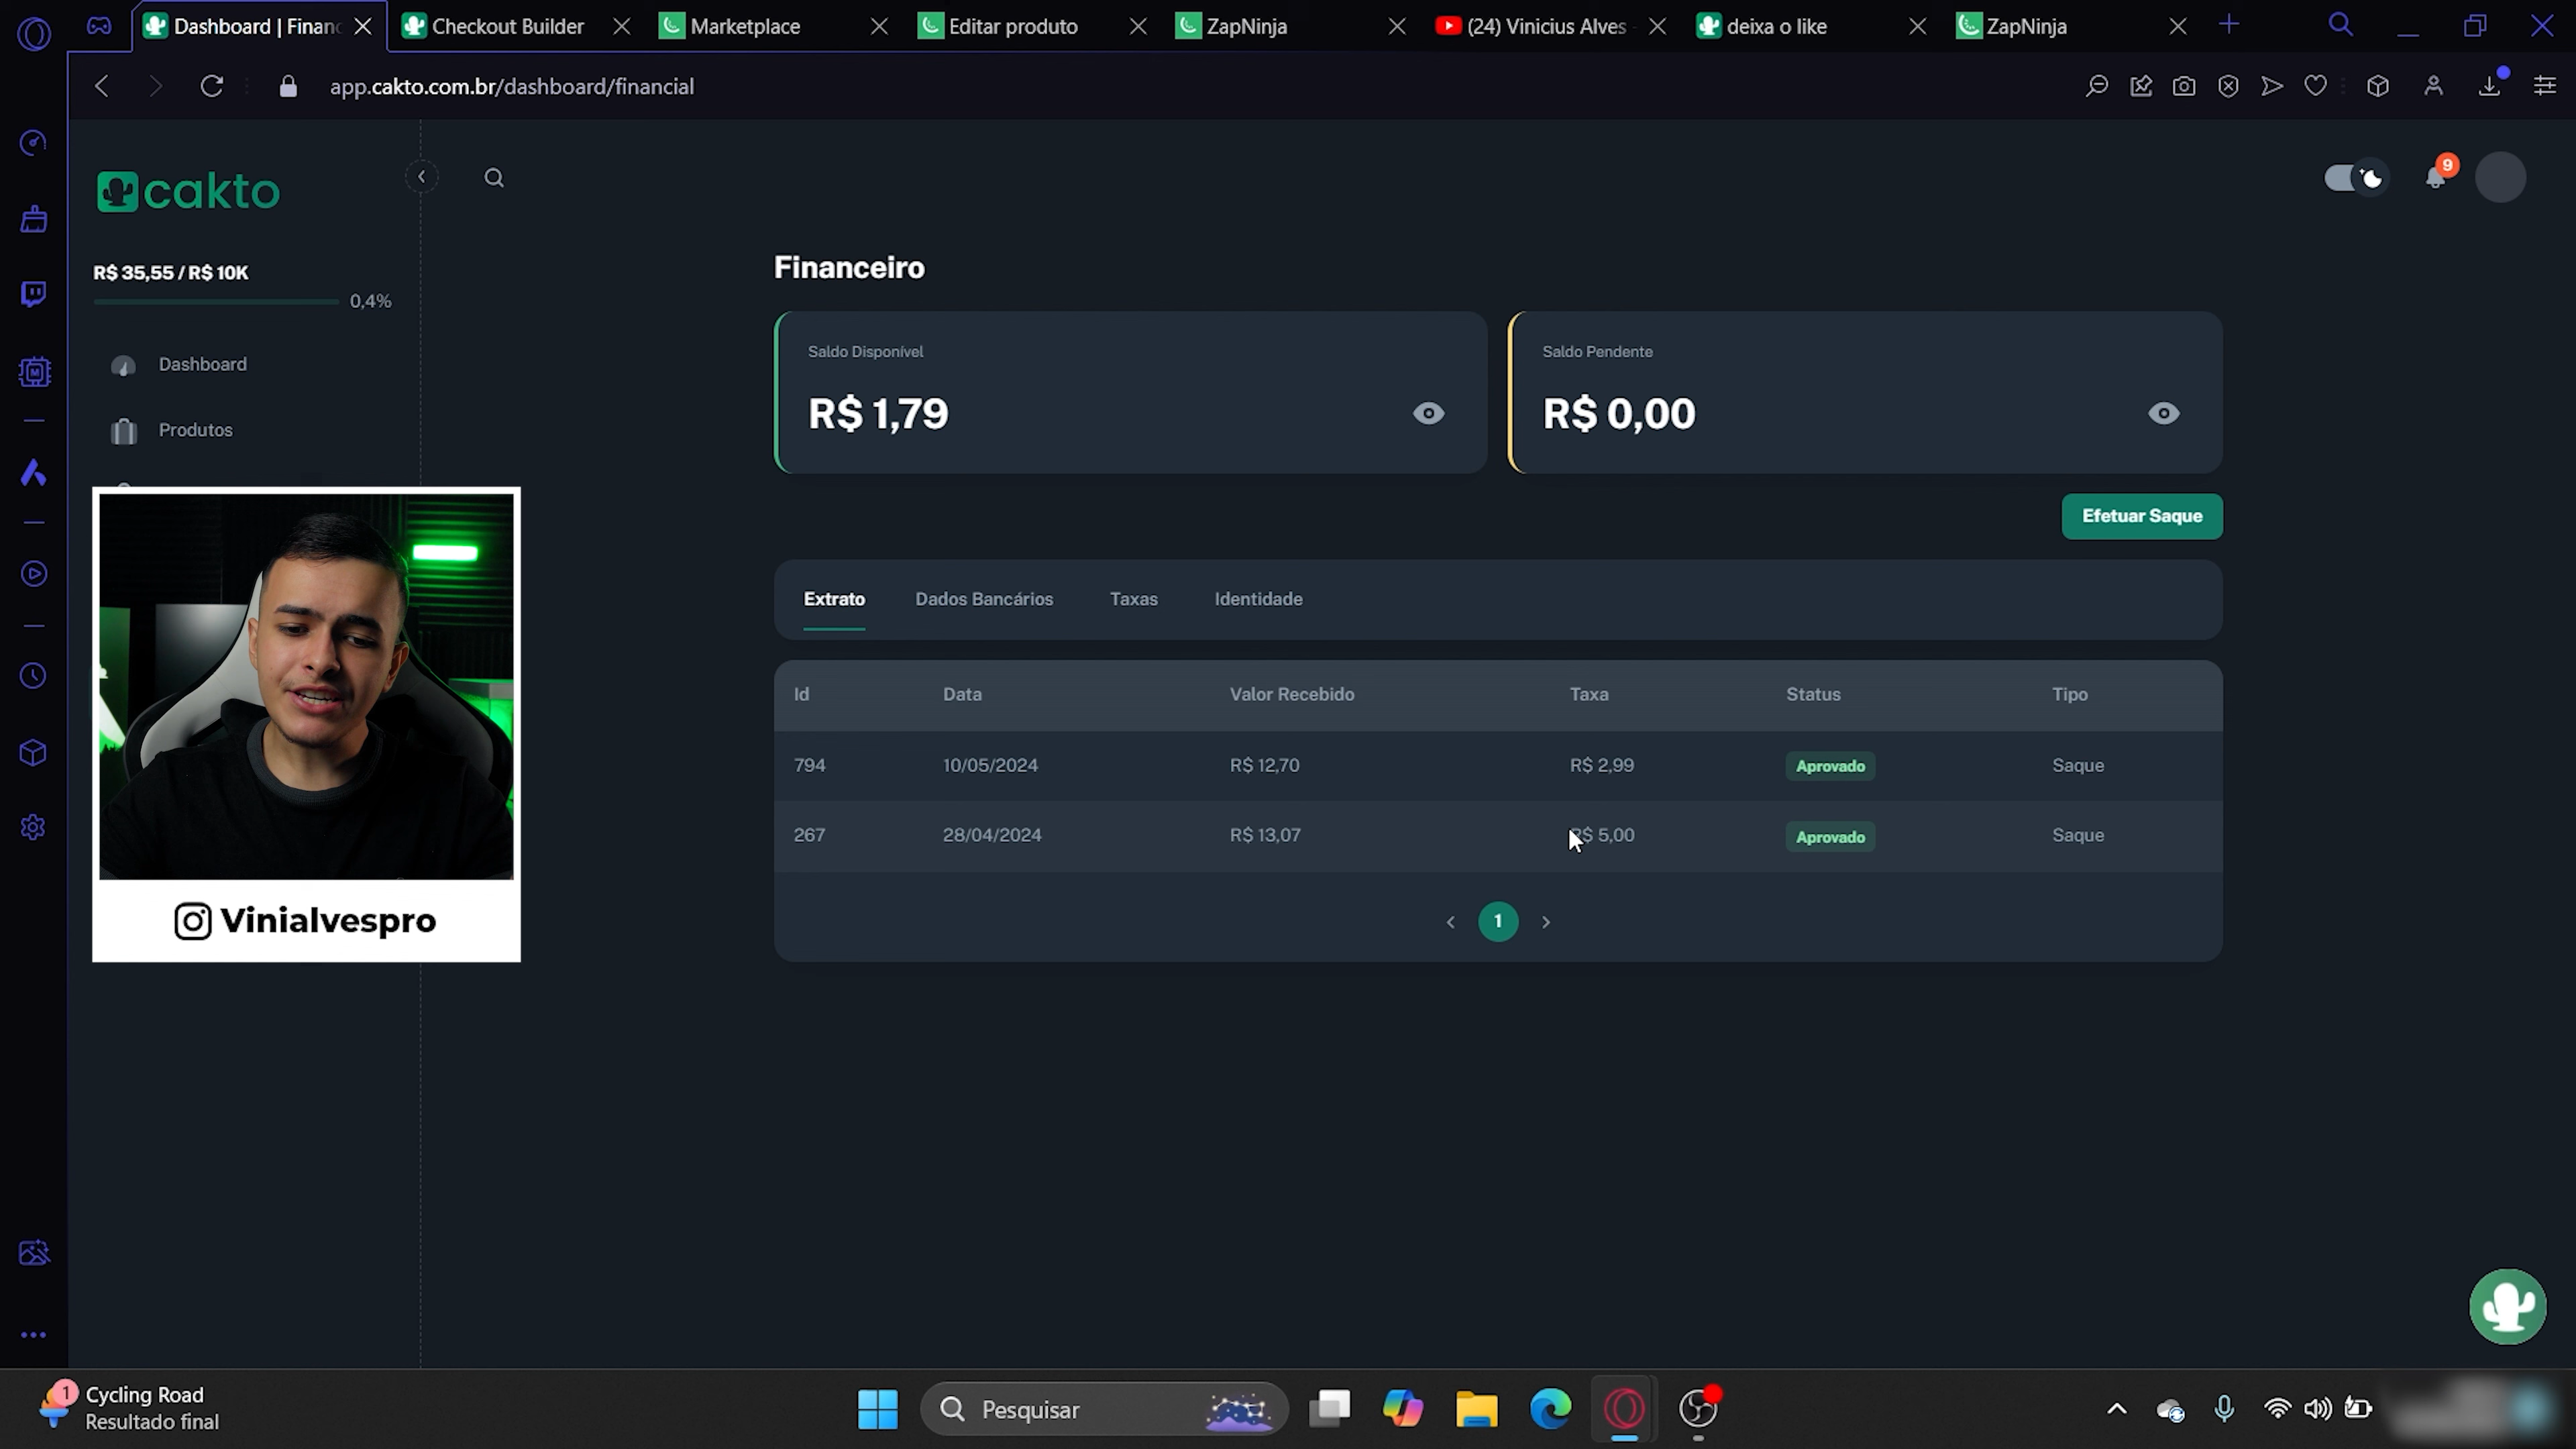 Dashboard | Financ
Checkout Builder
Marketplace
Editar produto
ZapNinja
(24) Vinicius Alves -
deixa o like
ZapNinja
app.cakto.com.br/dashboard/financial
cakto
9
R$ 35,55 / R$ 10K
0,4%
Dashboard
Produtos
Financeiro
Saldo Disponível
R$ 1,79
Saldo Pendente
R$ 0,00
Efetuar Saque
Extrato
Dados Bancários
Taxas
Identidade
Id
Data
Valor Recebido
Taxa
Status
Tipo
794
10/05/2024
R$ 12,70
R$ 2,99
Aprovado
Saque
267
28/04/2024
R$ 13,07
R$ 5,00
Aprovado
Saque
1
Vinialvespro
1
Cycling Road
Resultado final
Pesquisar